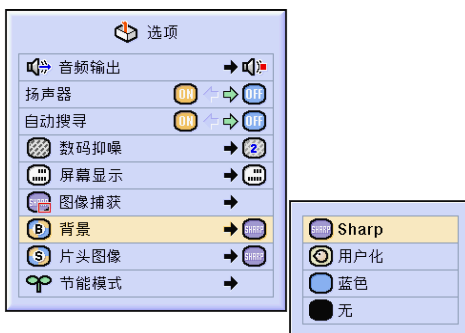 选项
音频输出
扬声器 ON OFF
自动搜寻 ON OFF
数码抑噪 2
屏幕显示
SHARP 图像捕获
B 背景 SHARP
S 片头图像 SHARP
节能模式
SHARP Sharp
用户化
蓝色
无